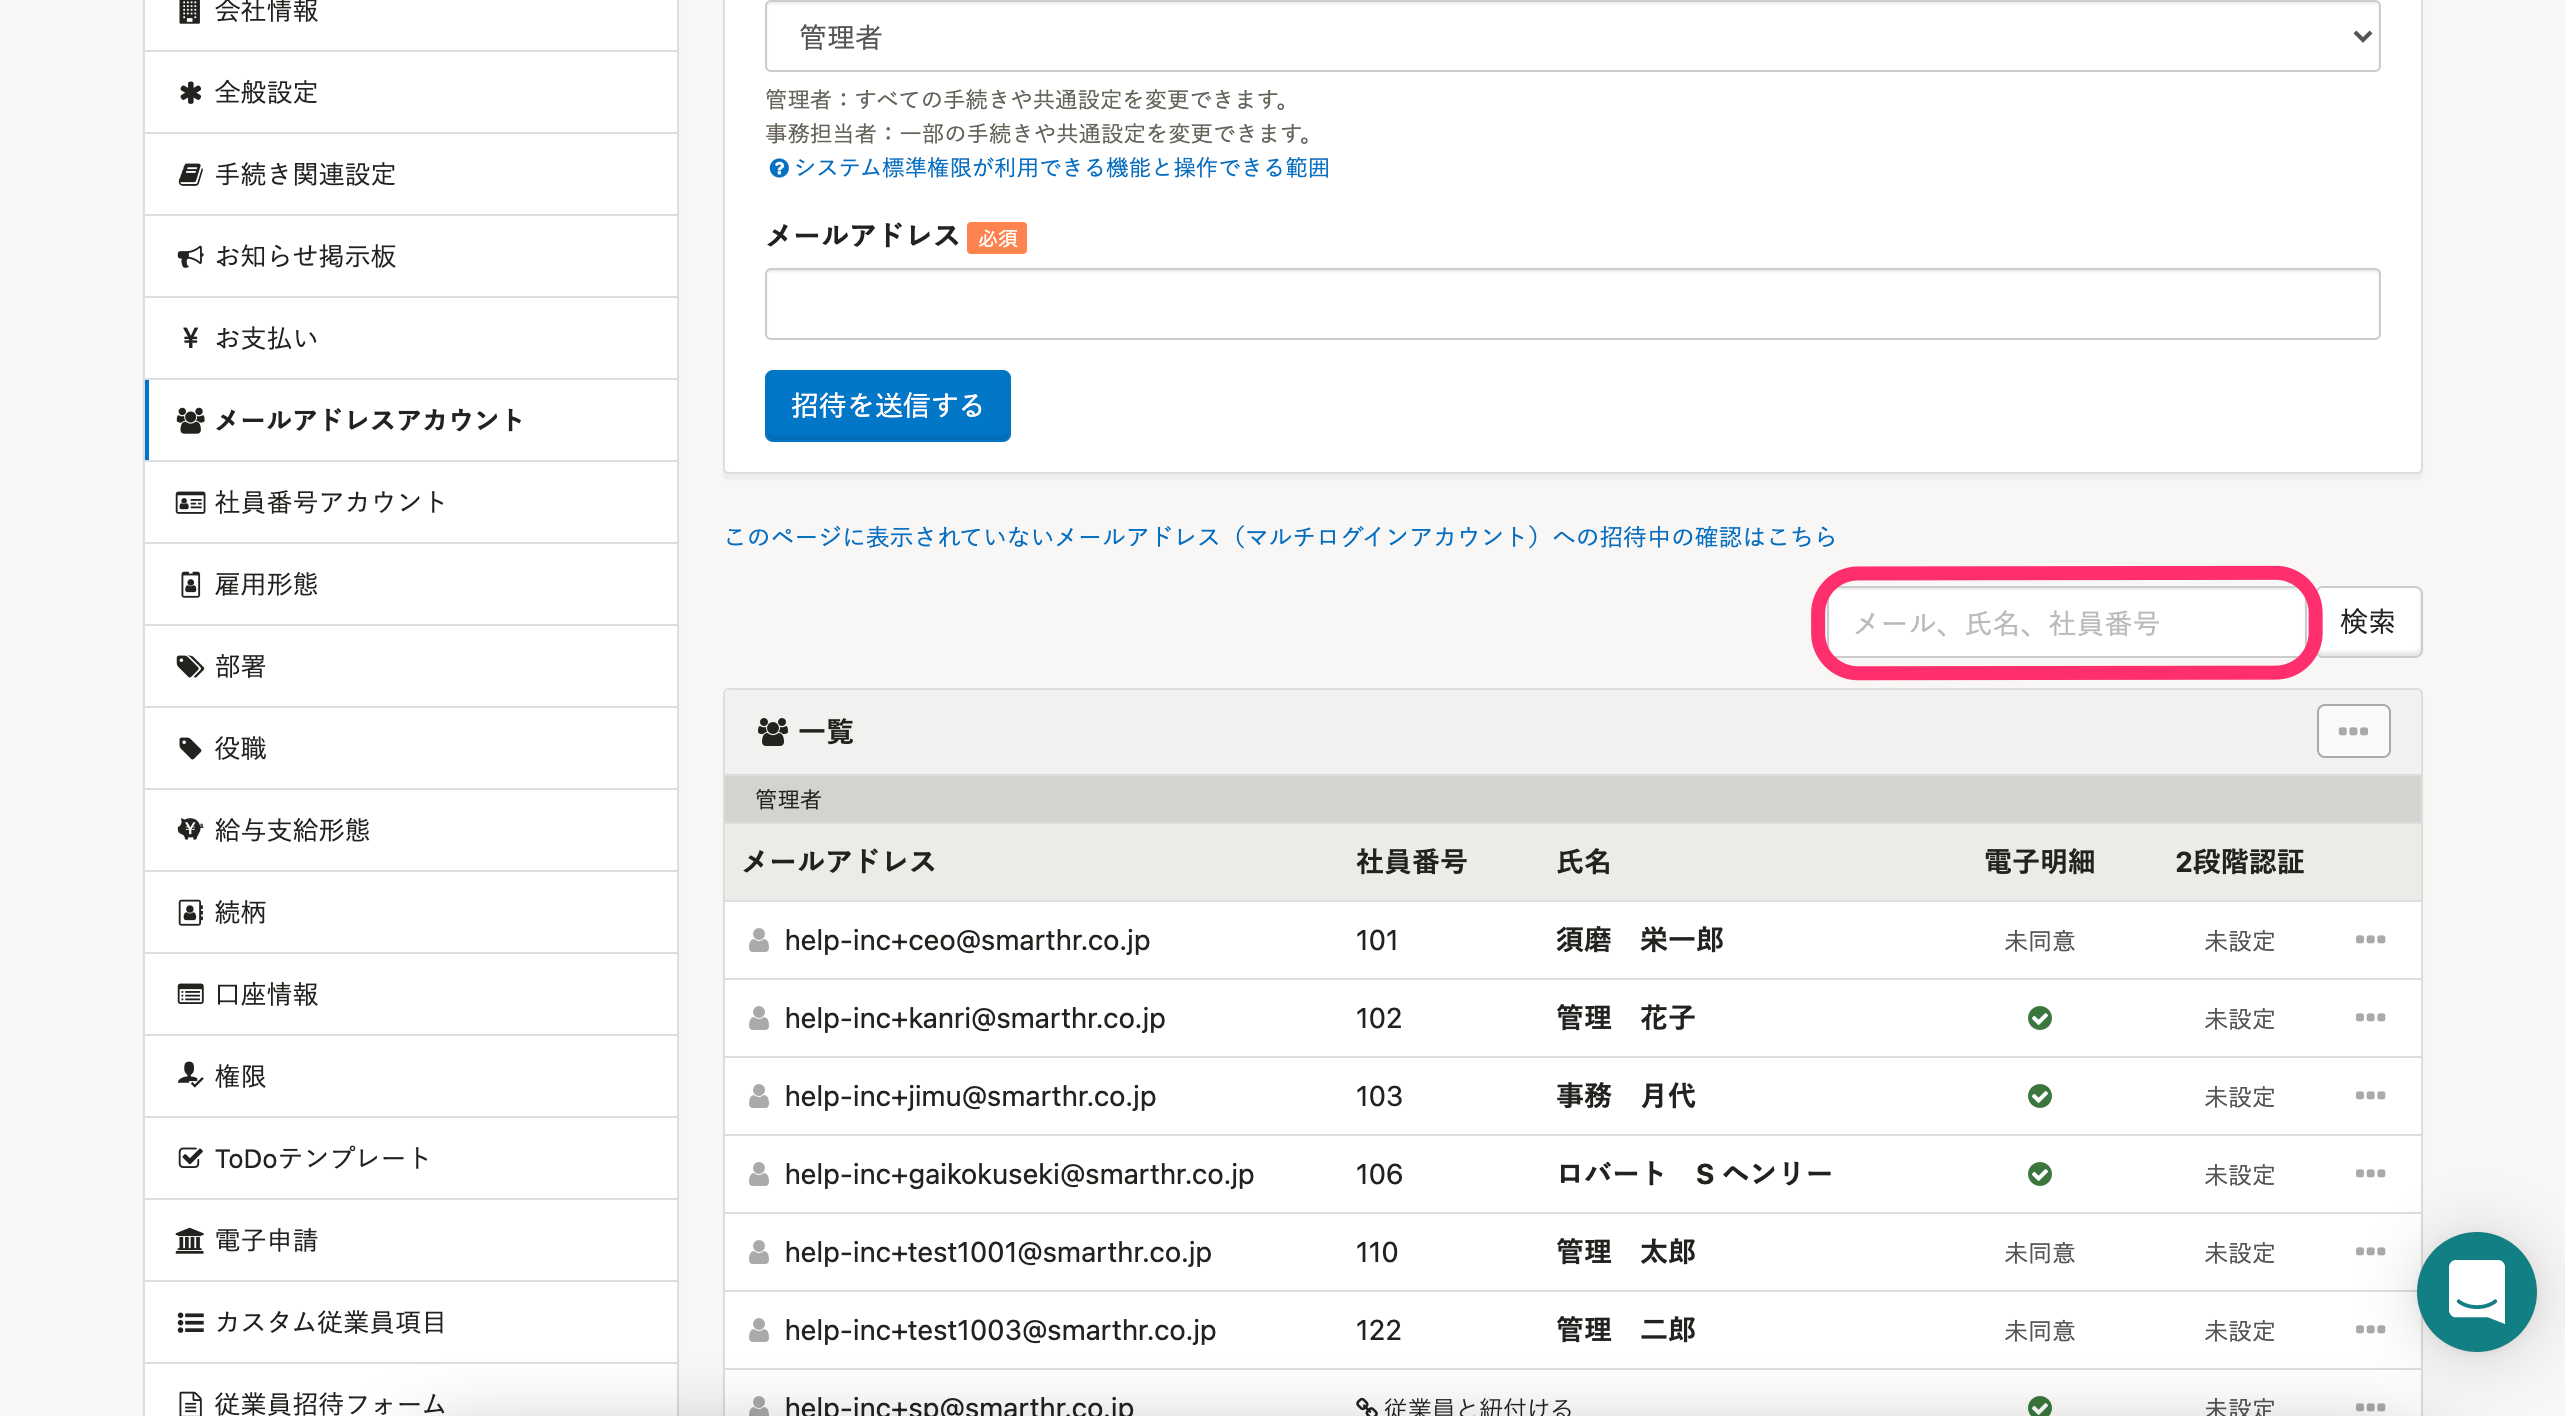 会社情報
全般設定
手続き関連設定
お知らせ掲示板
¥ お支払い
メールアドレスアカウント
社員番号アカウント
雇用形態
部署
役職
給与支給形態
続柄
口座情報
権限
ToDoテンプレート
電子申請
カスタム従業員項目
従業員招待フォーム
管理者
管理者：すべての手続きや共通設定を変更できます。
事務担当者：一部の手続きや共通設定を変更できます。
システム標準権限が利用できる機能と操作できる範囲
メールアドレス 必須
招待を送信する
このページに表示されていないメールアドレス（マルチログインアカウント）への招待中の確認はこちら
メール、氏名、社員番号 検索
一覧
管理者
メールアドレス 社員番号 氏名 電子明細 2段階認証
help-inc+ceo@smarthr.co.jp 101 須磨　栄一郎 未同意 未設定
help-inc+kanri@smarthr.co.jp 102 管理　花子 未設定
help-inc+jimu@smarthr.co.jp 103 事務　月代 未設定
help-inc+gaikokuseki@smarthr.co.jp 106 ロバート　S ヘンリー 未設定
help-inc+test1001@smarthr.co.jp 110 管理　太郎 未同意 未設定
help-inc+test1003@smarthr.co.jp 122 管理　二郎 未同意 未設定
help-inc+sp@smarthr.co.jp 従業員と紐付ける 未設定